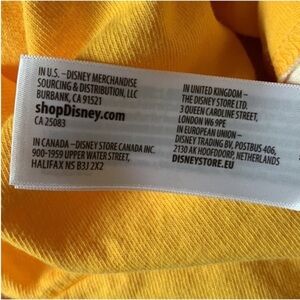 IN U.S. –DISNEY MERCHANDISE
SOURCING & DISTRIBUTION, LLC
BURBANK, CA 91521
shopDisney.com
CA 25083
IN CANADA –DISNEY STORE CANADA INC.
900-1959 UPPER WATER STREET,
HALIFAX NS B3J 2X2
IN UNITED KINGDOM –
THE DISNEY STORE LTD.
3 QUEEN CAROLINE STREET,
LONDON W6 9PE
IN EUROPEAN UNION –
DISNEY TRADING BV, POSTBUS 406,
2130 AK HOOFDDORP, NETHERLANDS
DISNEYSTORE.EU